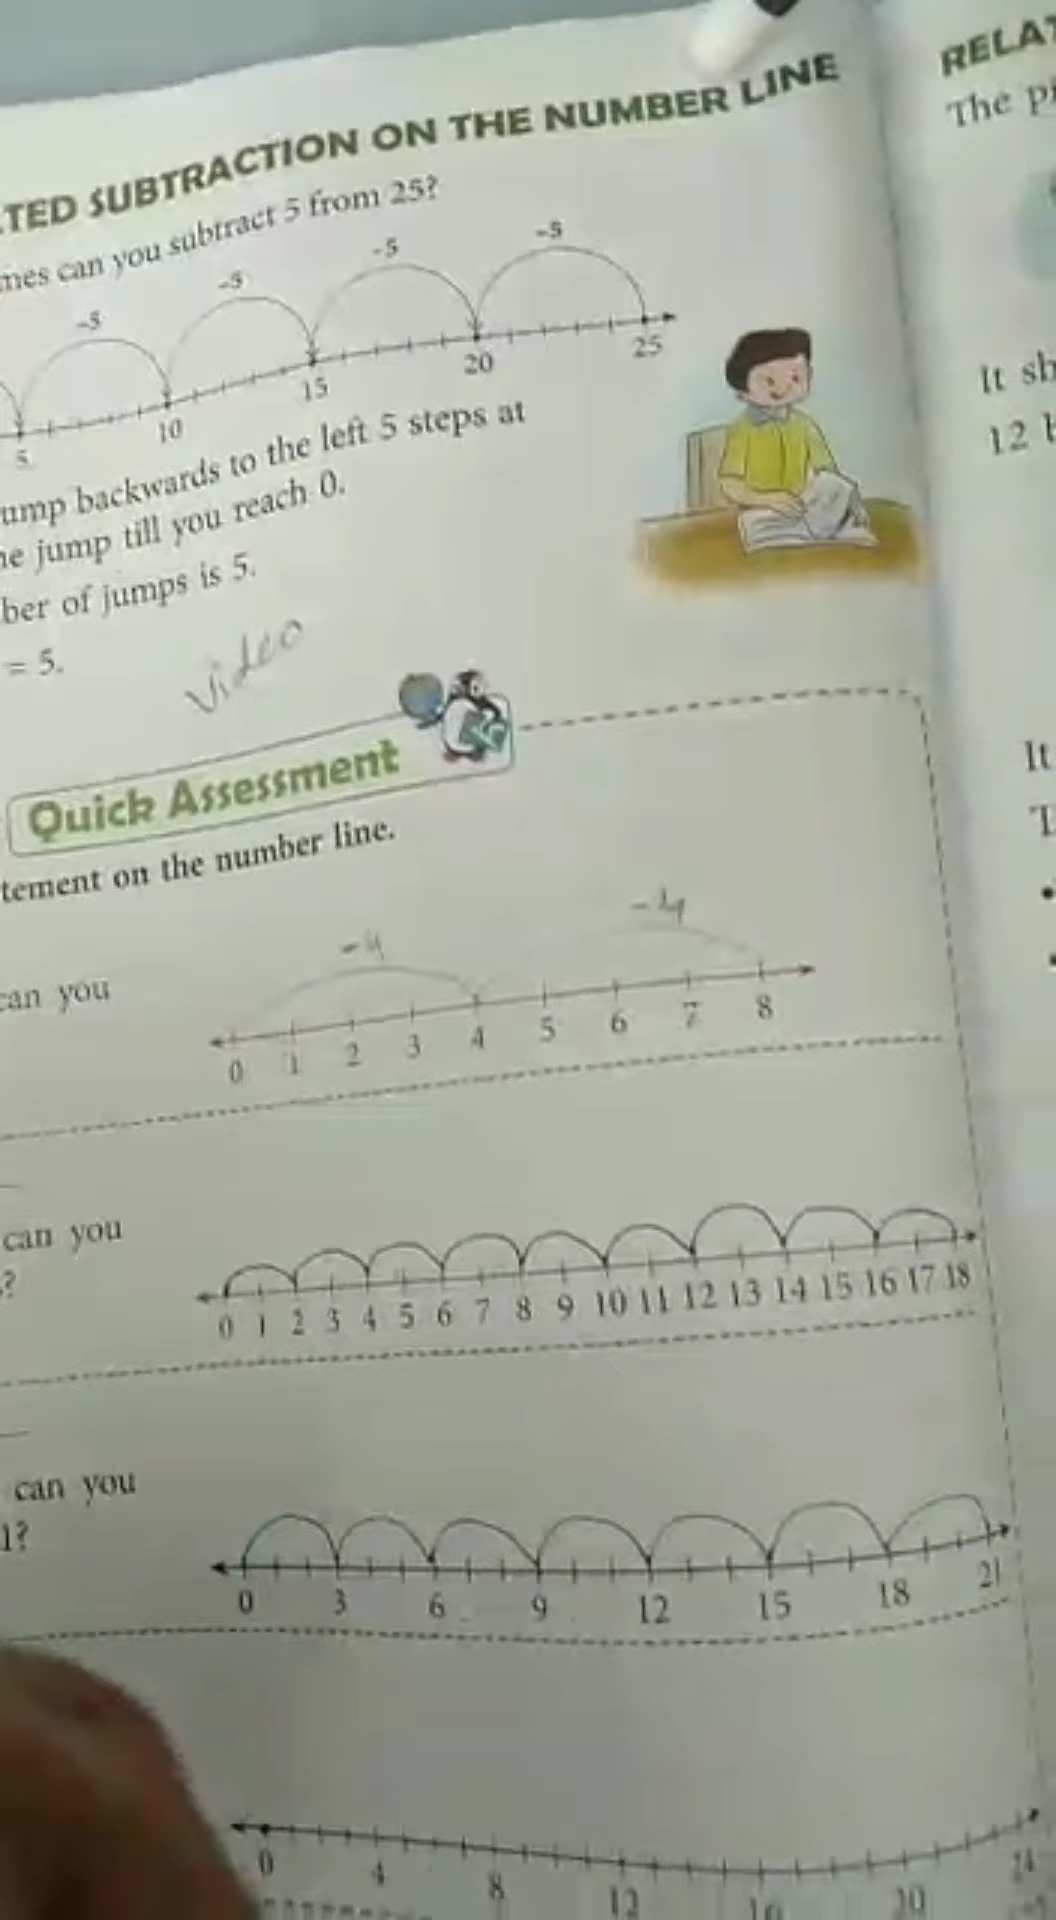 TED SUBTRACTION ON THE NUMBER LINE
mes can you subtract 5 from 25?
-5 -5 -5 -5
5 10 15 20 25
ump backwards to the left 5 steps at
e jump till you reach 0.
ber of jumps is 5.
= 5.
Video
Quick Assessment
tement on the number line.
can you
-4 -4
0 1 2 3 4 5 6 7 8
can you
?
0 1 2 3 4 5 6 7 8 9 10 11 12 13 14 15 16 17 18
can you
1?
0 3 6 9 12 15 18 21
0 4 8 12 16 20 24
RELAT
The p
It sh
12 b
It